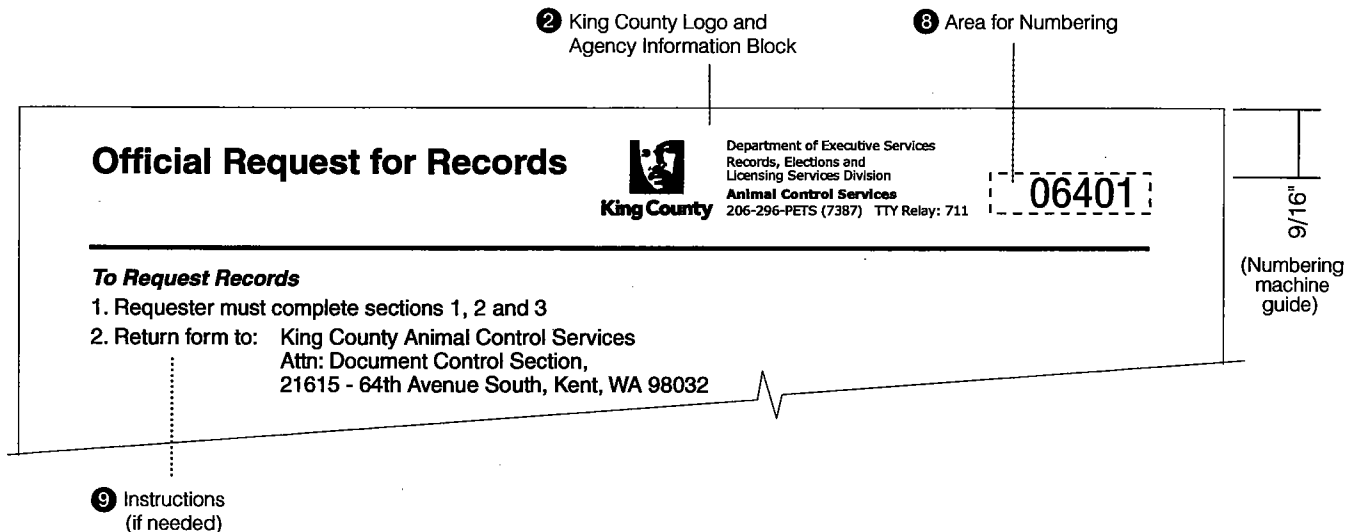 ❷ King County Logo and
Agency Information Block
❽ Area for Numbering
Official Request for Records
King County
Department of Executive Services
Records, Elections and
Licensing Services Division
Animal Control Services
206-296-PETS (7387) TTY Relay: 711
06401
9/16"
(Numbering
machine
guide)
To Request Records
1. Requester must complete sections 1, 2 and 3
2. Return form to: King County Animal Control Services
Attn: Document Control Section,
21615 - 64th Avenue South, Kent, WA 98032
❾ Instructions
(if needed)